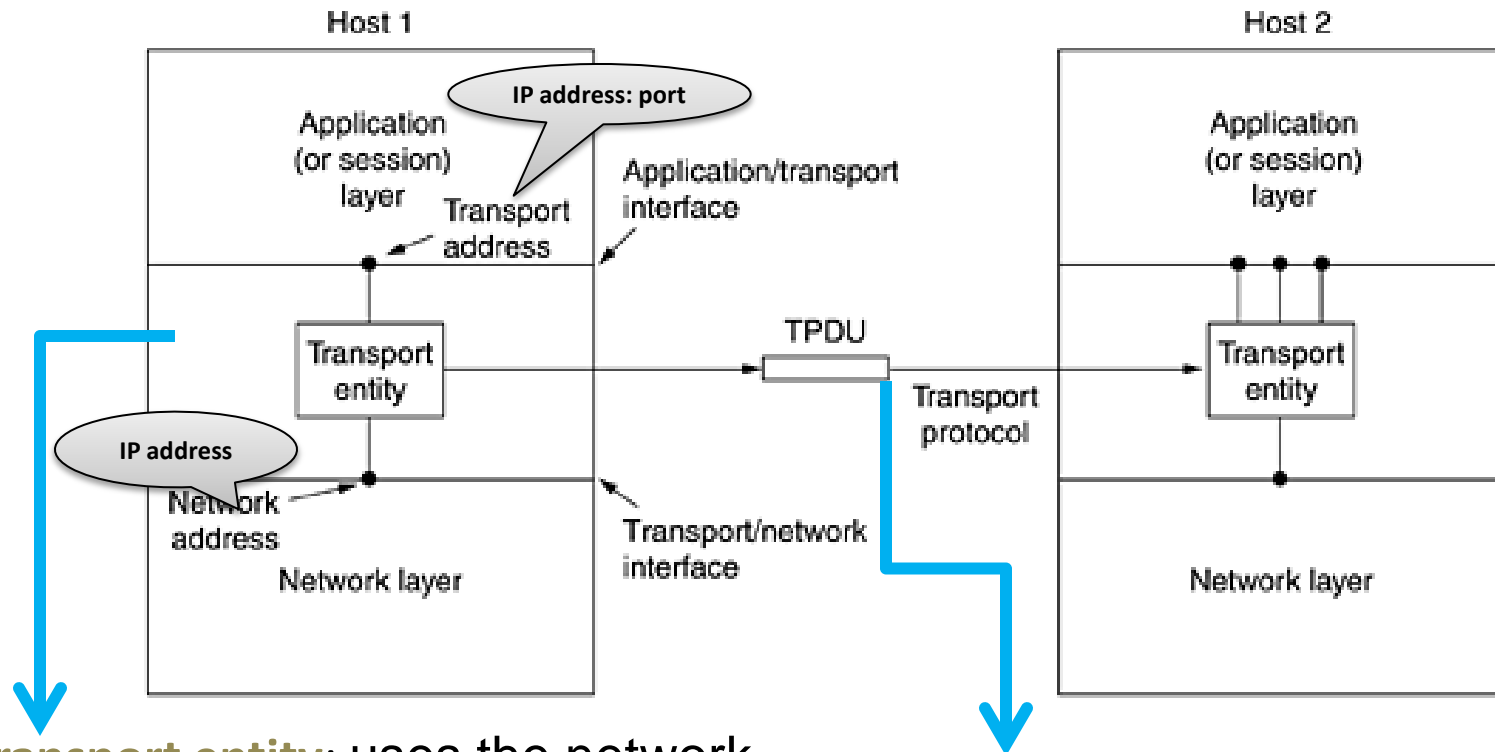 Host 1
Host 2
IP address: port
Application
(or session)
layer
Transport
address
Application/transport
interface
Application
(or session)
layer
Transport
entity
TPDU
Transport
protocol
Transport
entity
IP address
Network
address
Transport/network
interface
Network layer
Network layer
transport entity: uses the network